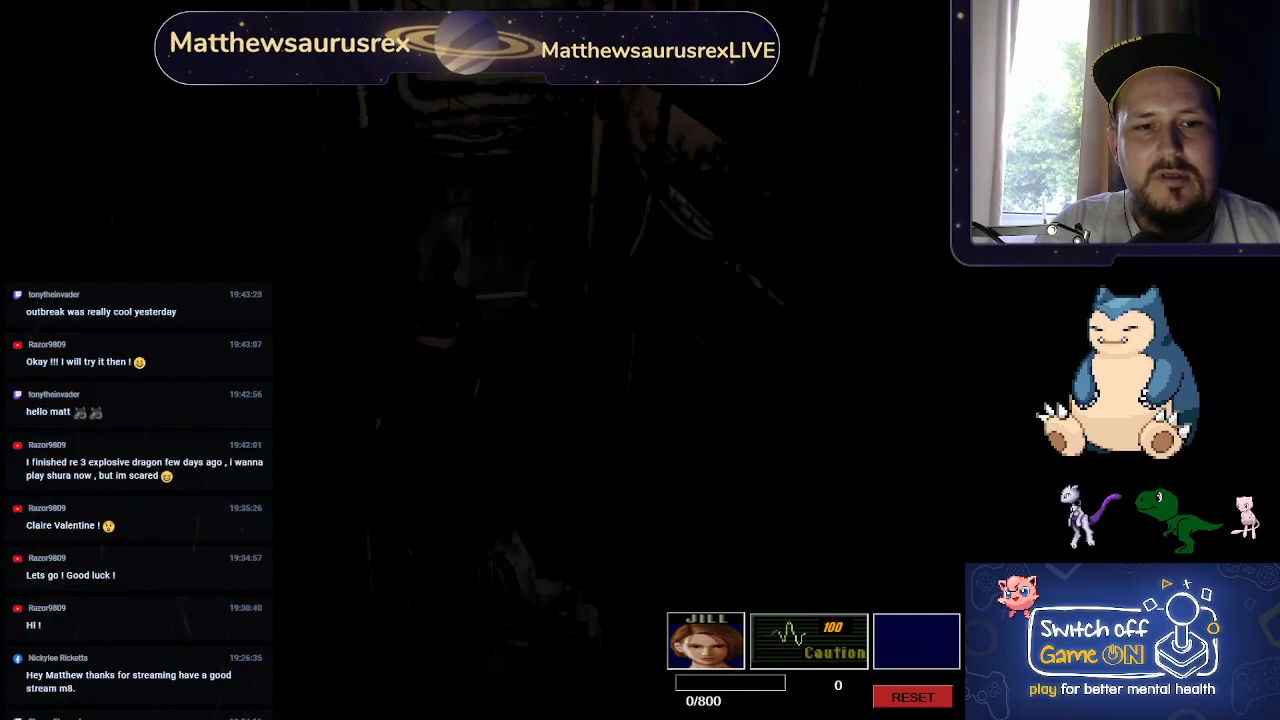 Matthewsaurusrex
MatthewsaurusrexLIVE
tonytheinvader 19:43:23
outbreak was really cool yesterday
Razor9809 19:43:07
Okay !!! I will try it then !
tonytheinvader 19:42:56
hello matt
Razor9809 19:42:01
I finished re 3 explosive dragon few days ago , i wanna
play shura now , but im scared
Razor9809 19:35:26
Claire Valentine !
Razor9809 19:34:57
Lets go ! Good luck !
Razor9809 19:30:40
Hi !
Nickylee Ricketts 19:26:35
Hey Matthew thanks for streaming have a good
stream m8.
JILL
100
Caution
0
0/800
RESET
Switch off
Game ON
play for better mental health